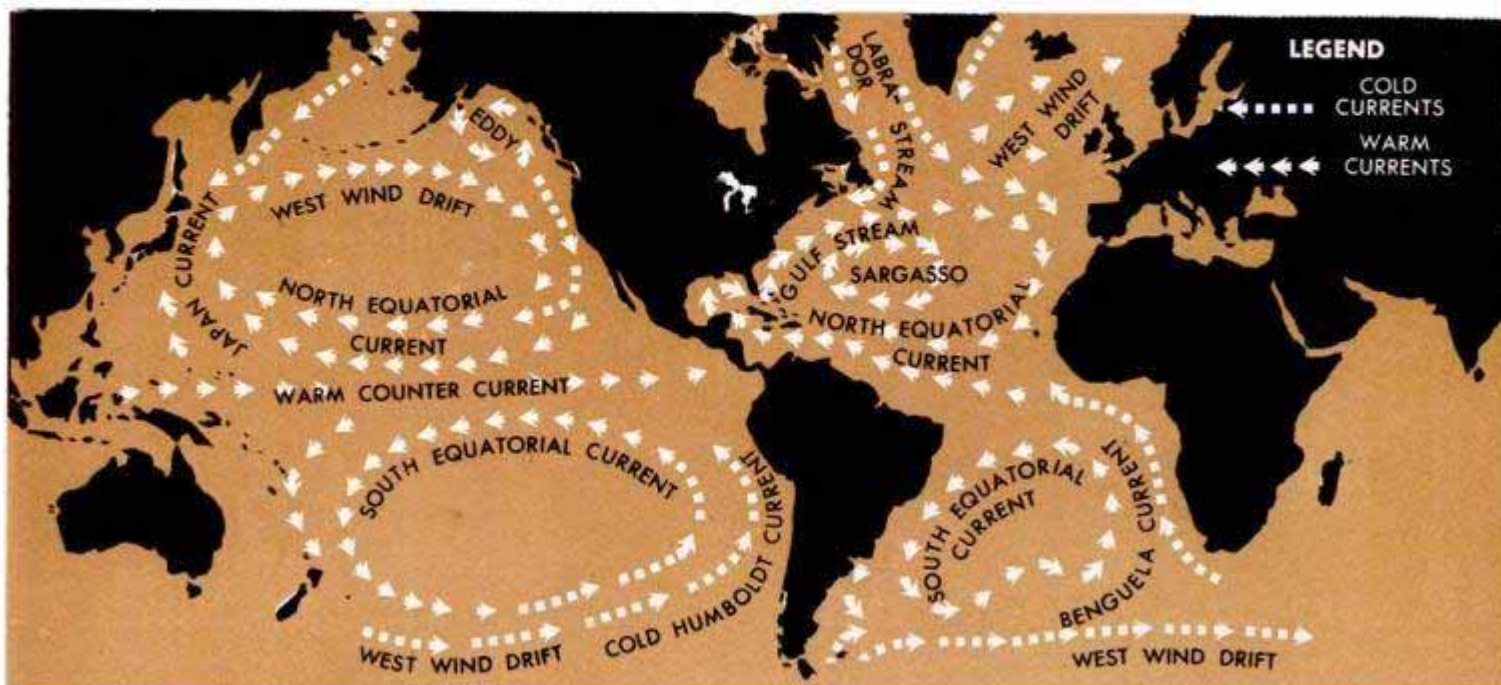 LEGEND
COLD
CURRENTS
WARM
CURRENTS
LABRA-
DOR
STREAM
WEST WIND
DRIFT
EDDY
WEST WIND DRIFT
JAPAN CURRENT
NORTH EQUATORIAL
CURRENT
WARM COUNTER CURRENT
SOUTH EQUATORIAL CURRENT
COLD HUMBOLDT CURRENT
WEST WIND DRIFT
GULF STREAM
SARGASSO
NORTH EQUATORIAL
CURRENT
SOUTH EQUATORIAL
CURRENT
BENGUELA CURRENT
WEST WIND DRIFT